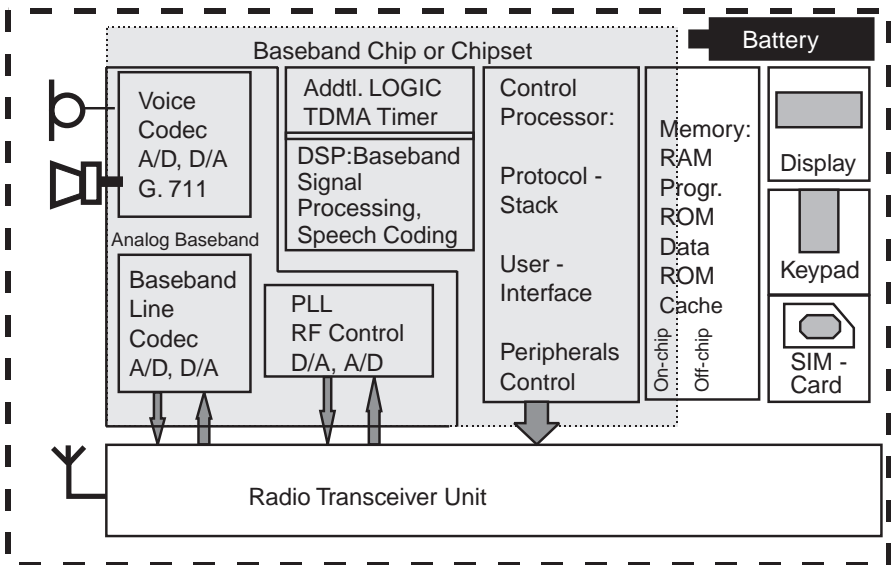 Baseband Chip or Chipset
Battery
Voice
Codec
A/D, D/A
G. 711
Addtl. LOGIC
TDMA Timer
DSP:Baseband
Signal
Processing,
Speech Coding
Control
Processor:
Protocol -
Stack
User -
Interface
Peripherals
Control
Memory:
RAM
Progr.
ROM
Data
ROM
Cache
On-chip
Off-chip
Display
Keypad
SIM -
Card
Analog Baseband
Baseband
Line
Codec
A/D, D/A
PLL
RF Control
D/A, A/D
Radio Transceiver Unit